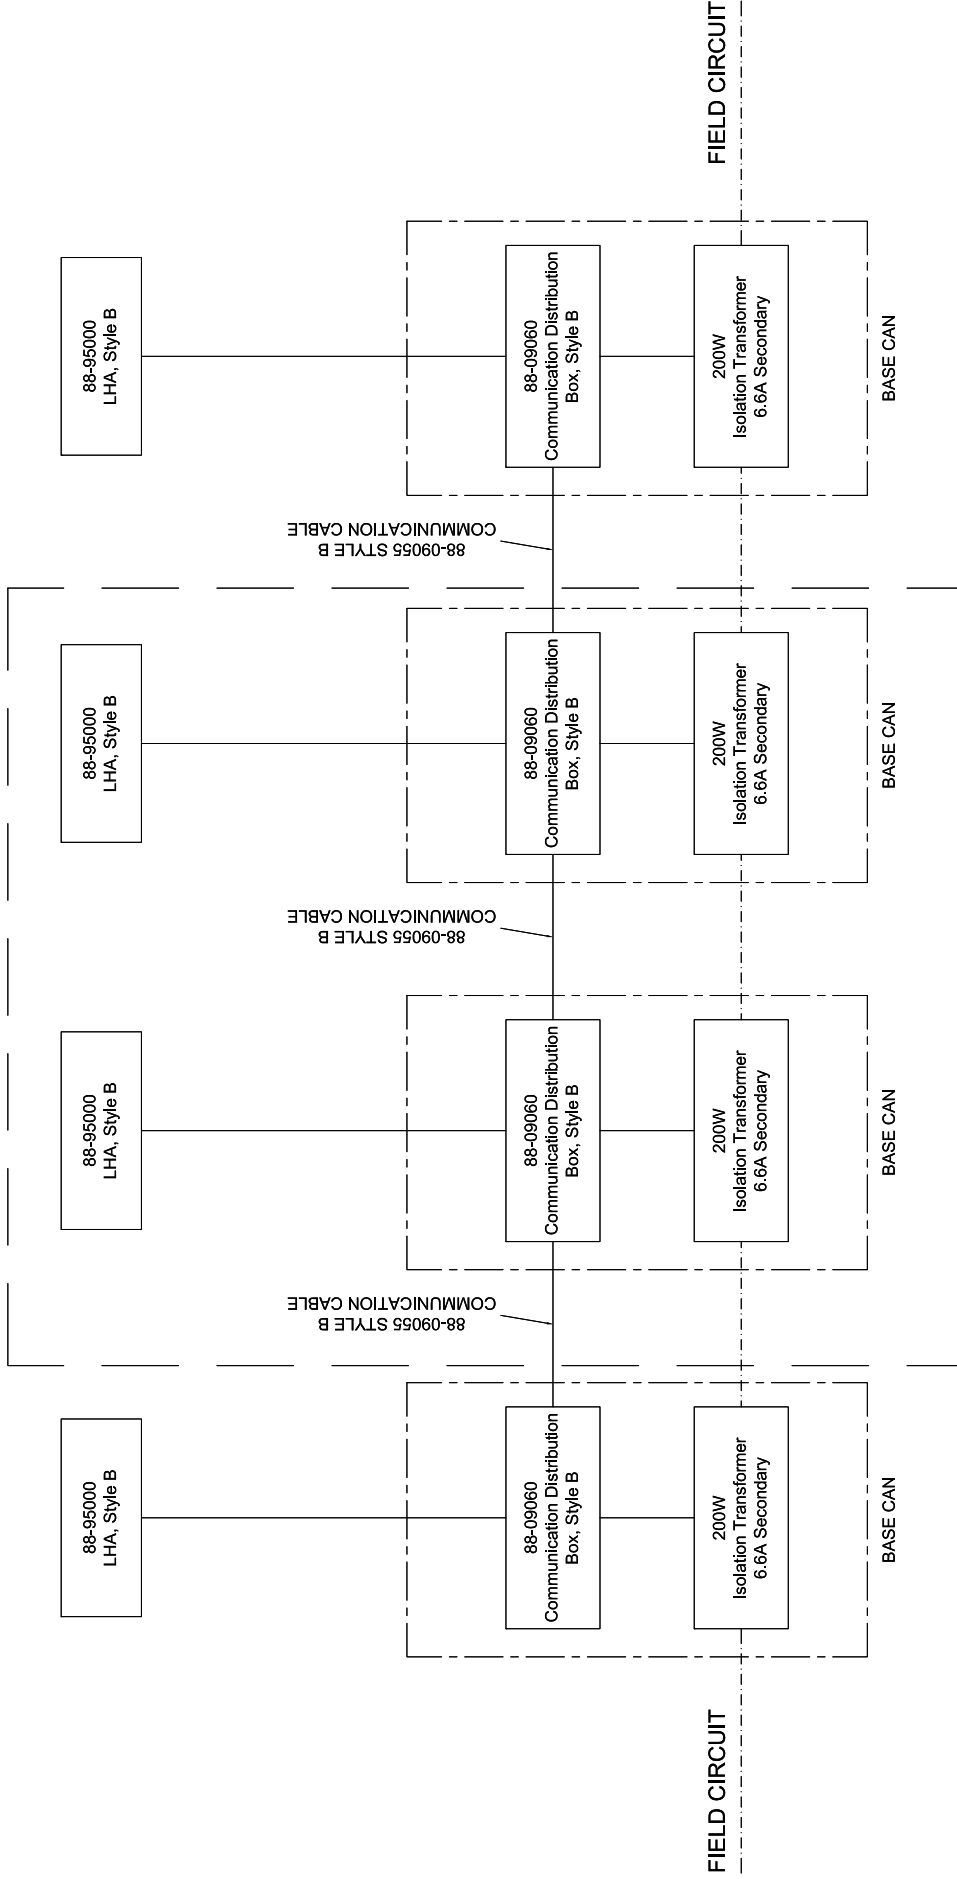 88-95000
LHA, Style B
88-95000
LHA, Style B
88-95000
LHA, Style B
88-95000
LHA, Style B
88-09055 STYLE B
COMMUNICATION CABLE
88-09055 STYLE B
COMMUNICATION CABLE
88-09055 STYLE B
COMMUNICATION CABLE
88-09060
Communication Distribution
Box, Style B
88-09060
Communication Distribution
Box, Style B
88-09060
Communication Distribution
Box, Style B
88-09060
Communication Distribution
Box, Style B
FIELD CIRCUIT
200W
Isolation Transformer
6.6A Secondary
200W
Isolation Transformer
6.6A Secondary
200W
Isolation Transformer
6.6A Secondary
200W
Isolation Transformer
6.6A Secondary
FIELD CIRCUIT
BASE CAN
BASE CAN
BASE CAN
BASE CAN